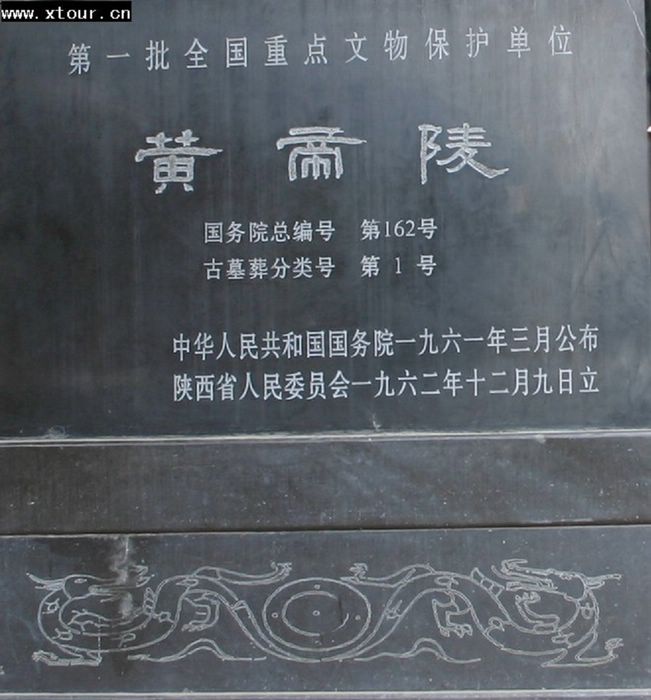 www.xtour.cn
第一批全国重点文物保护单位
黄帝陵
国务院总编号 第162号
古墓葬分类号 第1号
中华人民共和国国务院一九六一年三月公布
陕西省人民委员会一九六二年十二月九日立